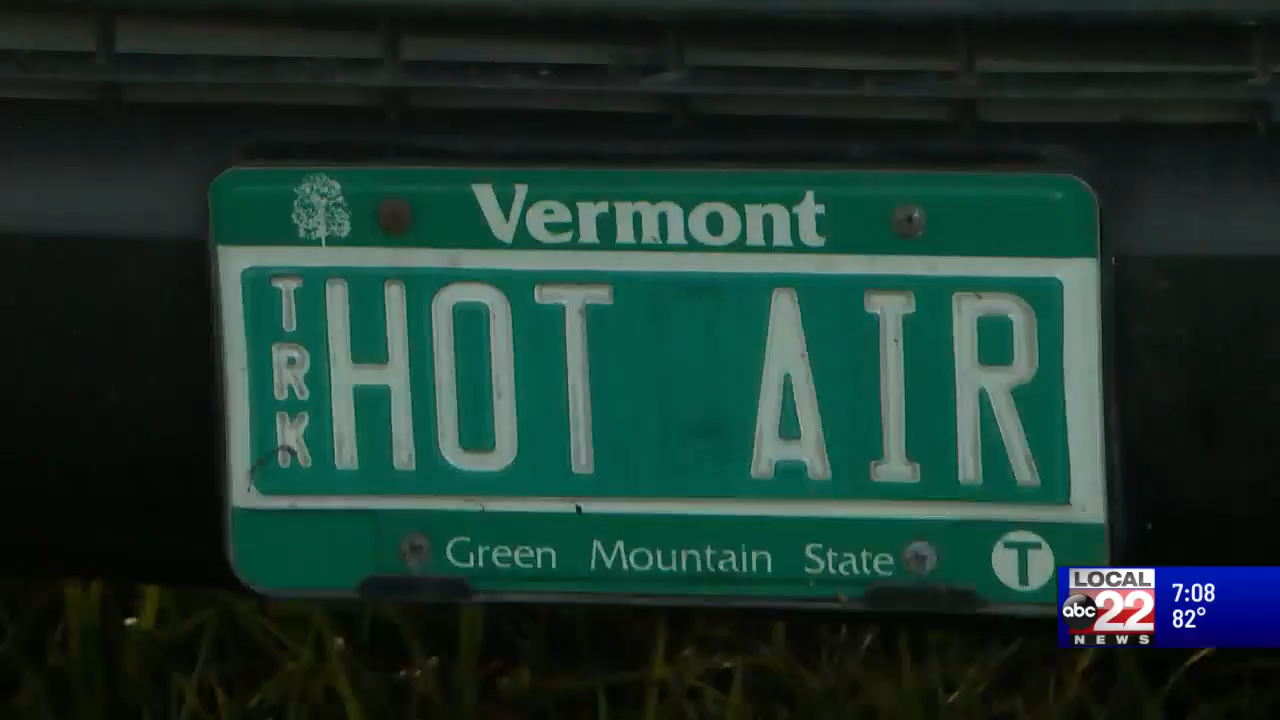 Vermont
TRK
HOT AIR
Green Mountain State
T
LOCAL
abc 22
NEWS
7:08
82°